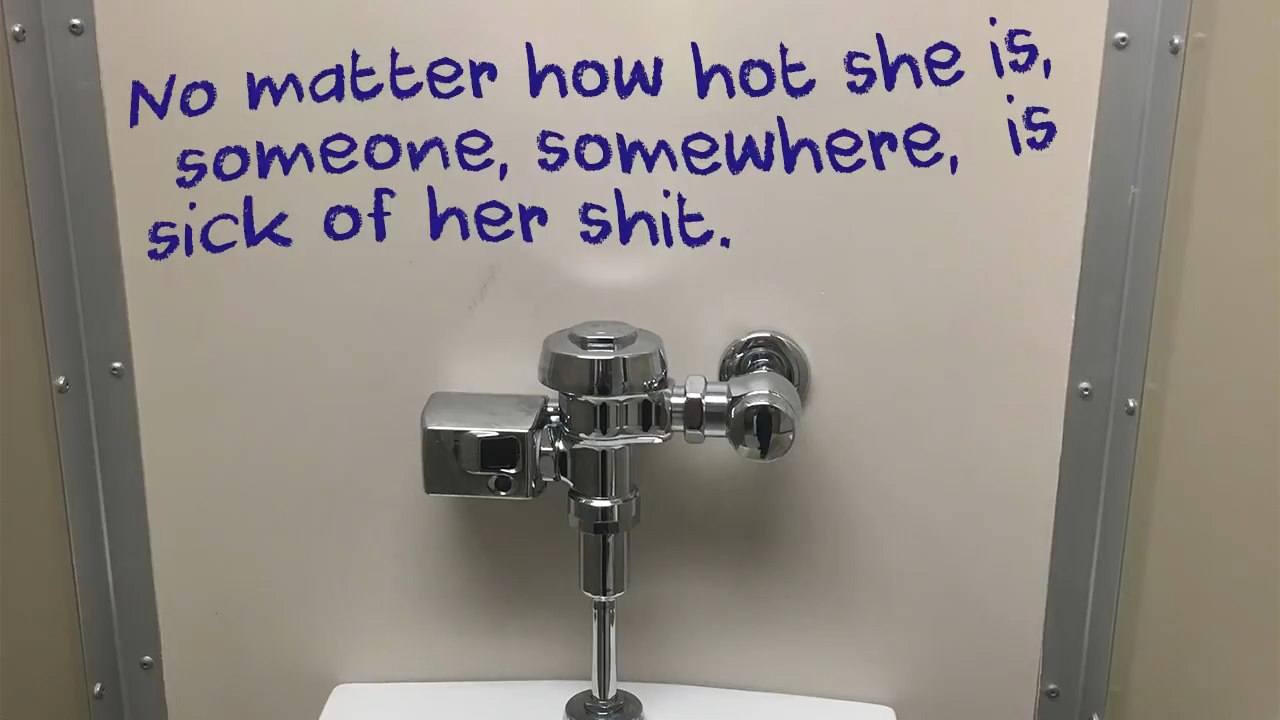 No matter how hot she is,
someone, somewhere, is
sick of her shit.